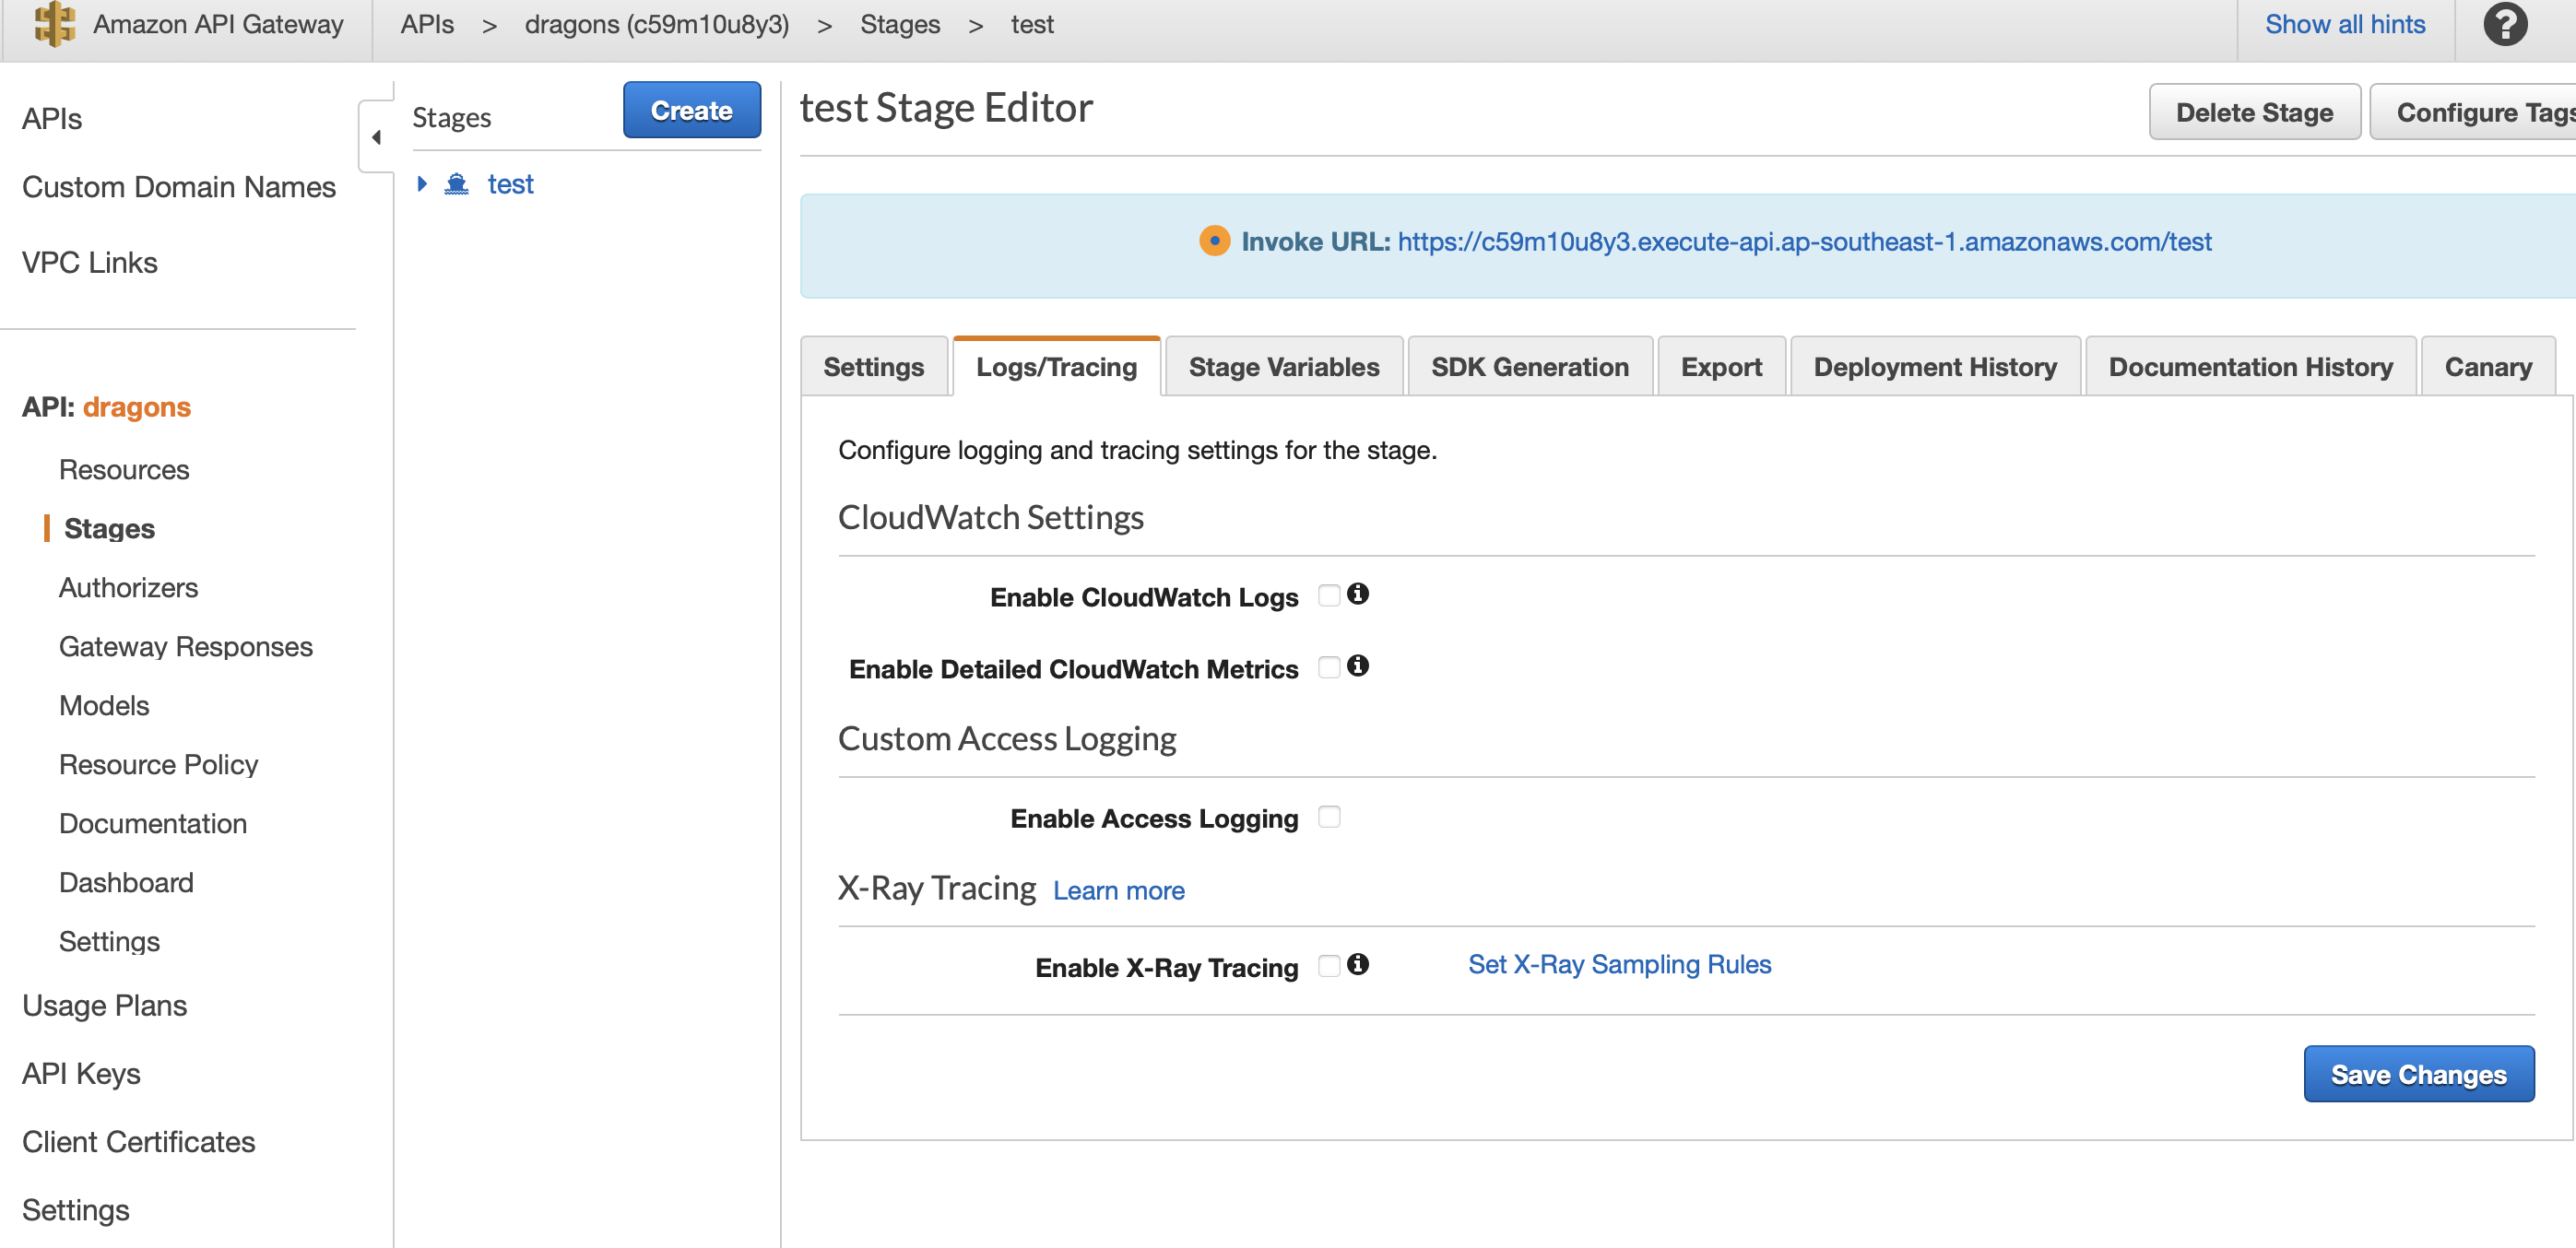 Amazon API Gateway
APIs > dragons (c59m10u8y3) > Stages > test
Show all hints
?
APIs
Custom Domain Names
VPC Links
API: dragons
Resources
Stages
Authorizers
Gateway Responses
Models
Resource Policy
Documentation
Dashboard
Settings
Usage Plans
API Keys
Client Certificates
Settings
Stages
Create
test
test Stage Editor
Delete Stage
Configure Tags
Invoke URL: https://c59m10u8y3.execute-api.ap-southeast-1.amazonaws.com/test
Settings
Logs/Tracing
Stage Variables
SDK Generation
Export
Deployment History
Documentation History
Canary
Configure logging and tracing settings for the stage.
CloudWatch Settings
Enable CloudWatch Logs
Enable Detailed CloudWatch Metrics
Custom Access Logging
Enable Access Logging
X-Ray Tracing Learn more
Enable X-Ray Tracing
Set X-Ray Sampling Rules
Save Changes